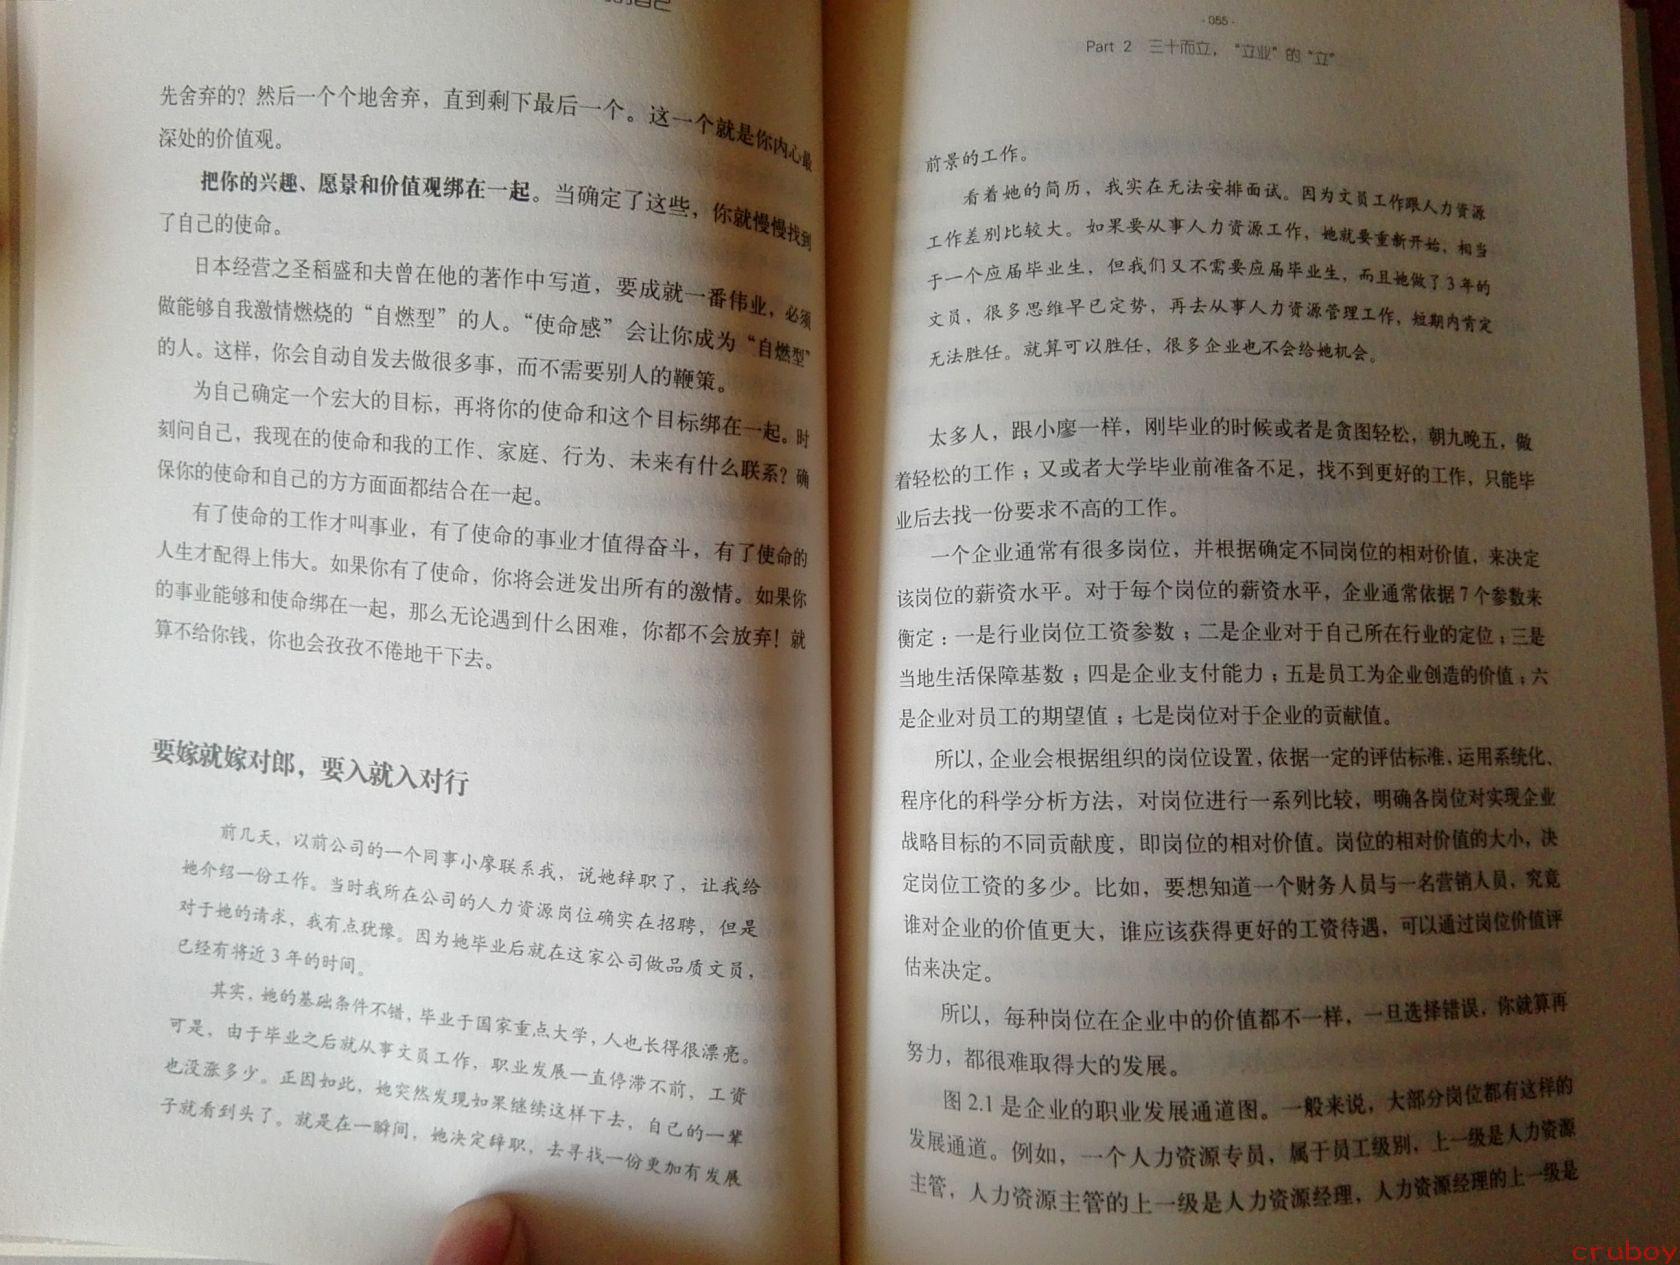 自己
先舍弃的？然后一个个地舍弃，直到剩下最后一个。这一个就是你内心最
深处的价值观。
把你的兴趣、愿景和价值观绑在一起。当确定了这些，你就慢慢找到
了自己的使命。
日本经营之圣稻盛和夫曾在他的著作中写道，要成就一番伟业，必须
做能够自我激情燃烧的“自燃型”的人。“使命感”会让你成为“自燃型”
的人。这样，你会自动自发去做很多事，而不需要别人的鞭策。
为自己确定一个宏大的目标，再将你的使命和这个目标绑在一起。时
刻问自己，我现在的使命和我的工作、家庭、行为、未来有什么联系？确
保你的使命和自己的方方面面都结合在一起。
有了使命的工作才叫事业，有了使命的事业才值得奋斗，有了使命的
人生才配得上伟大。如果你有了使命，你将会迸发出所有的激情。如果你
的事业能够和使命绑在一起，那么无论遇到什么困难，你都不会放弃！就
算不给你钱，你也会孜孜不倦地干下去。
要嫁就嫁对郎，要入就入对行
前几天，以前公司的一个同事小廖联系我，说她辞职了，让我给
她介绍一份工作。当时我所在公司的人力资源岗位确实在招聘，但是
对于她的请求，我有点犹豫。因为她毕业后就在这家公司做品质文员，
已经有将近3年的时间。
其实，她的基础条件不错，毕业于国家重点大学，人也长得很漂亮。
可是，由于毕业之后就从事文员工作，职业发展一直停滞不前，工资
也没涨多少。正因如此，她突然发现如果继续这样下去，自己的一辈
子就看到头了。就是在一瞬间，她决定辞职，去寻找一份更加有发展
·055·
Part 2 三十而立，“立业”的“立”
前景的工作。
看着她的简历，我实在无法安排面试。因为文员工作跟人力资源
工作差别比较大。如果要从事人力资源工作，她就要重新开始，相当
于一个应届毕业生，但我们又不需要应届毕业生，而且她做了3年的
文员，很多思维早已定势，再去从事人力资源管理工作，短期内肯定
无法胜任。就算可以胜任，很多企业也不会给她机会。
太多人，跟小廖一样，刚毕业的时候或者是贪图轻松，朝九晚五，做
着轻松的工作；又或者大学毕业前准备不足，找不到更好的工作，只能毕
业后去找一份要求不高的工作。
一个企业通常有很多岗位，并根据确定不同岗位的相对价值，来决定
该岗位的薪资水平。对于每个岗位的薪资水平，企业通常依据7个参数来
衡定：一是行业岗位工资参数；二是企业对于自己所在行业的定位；三是
当地生活保障基数；四是企业支付能力；五是员工为企业创造的价值；六
是企业对员工的期望值；七是岗位对于企业的贡献值。
所以，企业会根据组织的岗位设置，依据一定的评估标准，运用系统化、
程序化的科学分析方法，对岗位进行一系列比较，明确各岗位对实现企业
战略目标的不同贡献度，即岗位的相对价值。岗位的相对价值的大小，决
定岗位工资的多少。比如，要想知道一个财务人员与一名营销人员，究竟
谁对企业的价值更大，谁应该获得更好的工资待遇，可以通过岗位价值评
估来决定。
所以，每种岗位在企业中的价值都不一样，一旦选择错误，你就算再
努力，都很难取得大的发展。
图2.1是企业的职业发展通道图。一般来说，大部分岗位都有这样的
发展通道。例如，一个人力资源专员，属于员工级别，上一级是人力资源
主管，人力资源主管的上一级是人力资源经理，人力资源经理的上一级是
cruboy